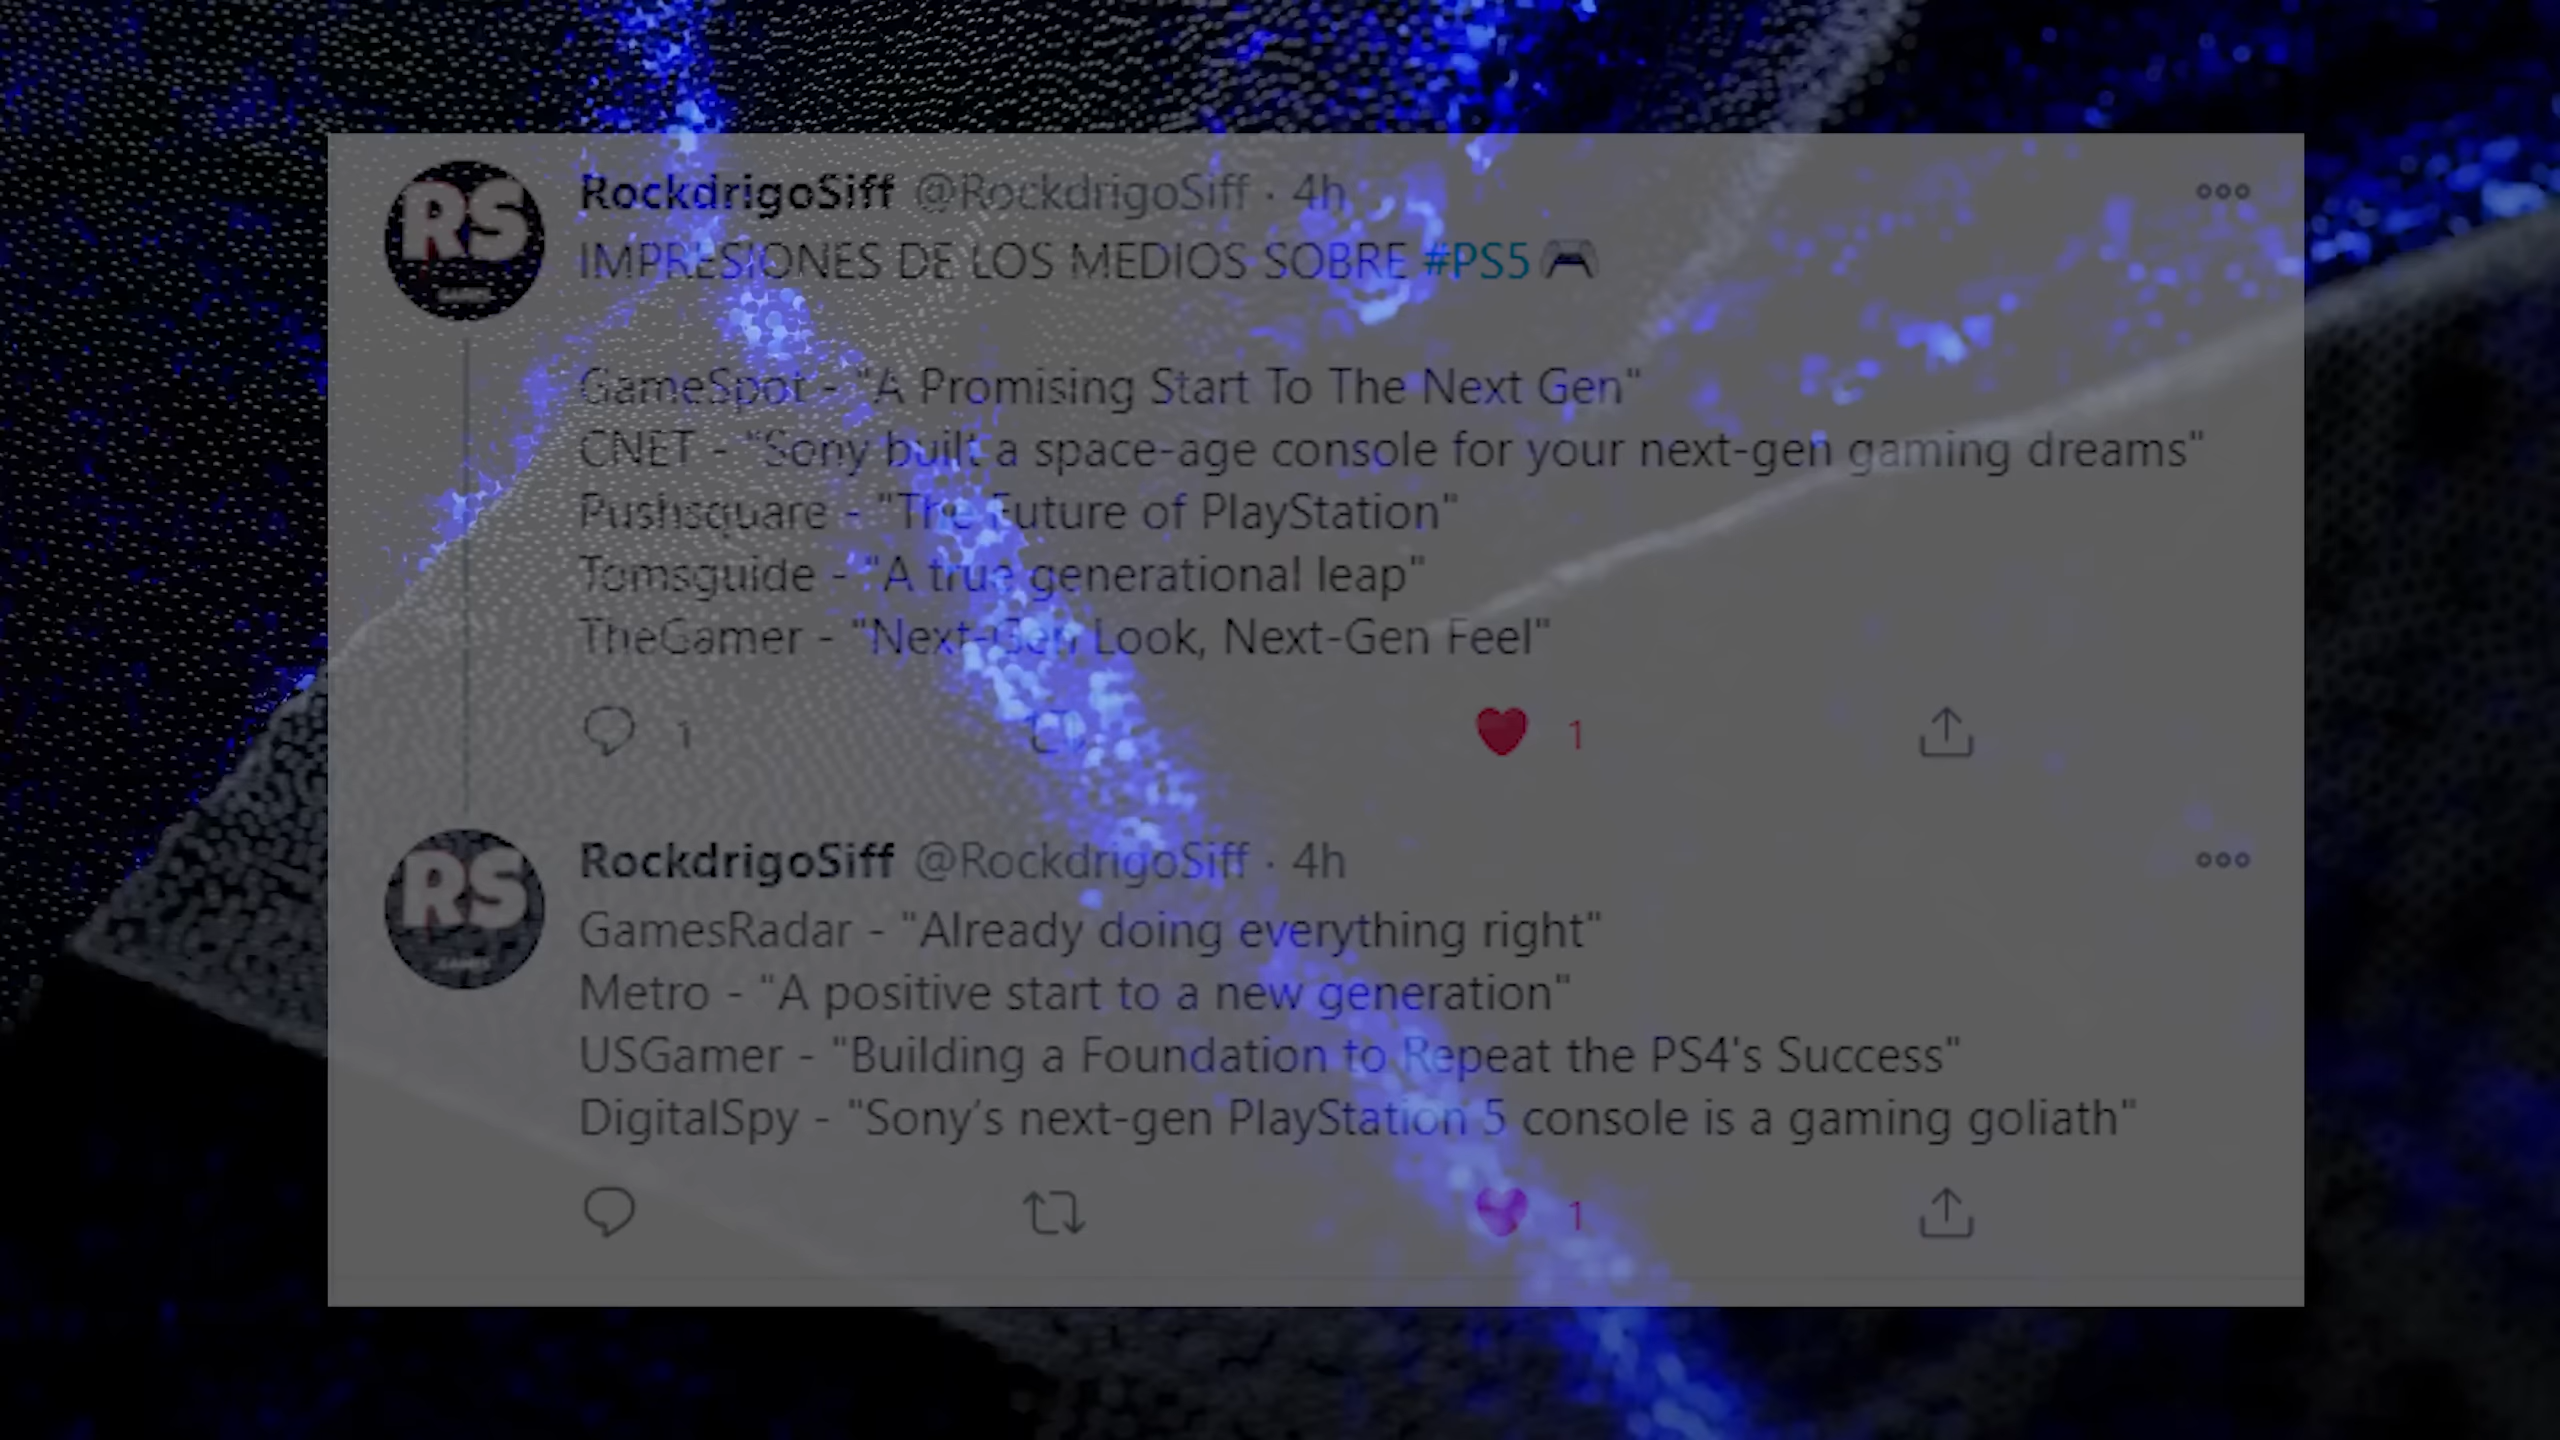 RS
RockdrigoSiff @RockdrigoSiff · 4h
IMPRESIONES DE LOS MEDIOS SOBRE #PS5 🎮
GameSpot - "A Promising Start To The Next Gen"
CNET - "Sony built a space-age console for your next-gen gaming dreams"
Pushsquare - "The Future of PlayStation"
Tomsguide - "A true generational leap"
TheGamer - "Next-Gen Look, Next-Gen Feel"
1 1
RS
RockdrigoSiff @RockdrigoSiff · 4h
GamesRadar - "Already doing everything right"
Metro - "A positive start to a new generation"
USGamer - "Building a Foundation to Repeat the PS4's Success"
DigitalSpy - "Sony’s next-gen PlayStation 5 console is a gaming goliath"
1